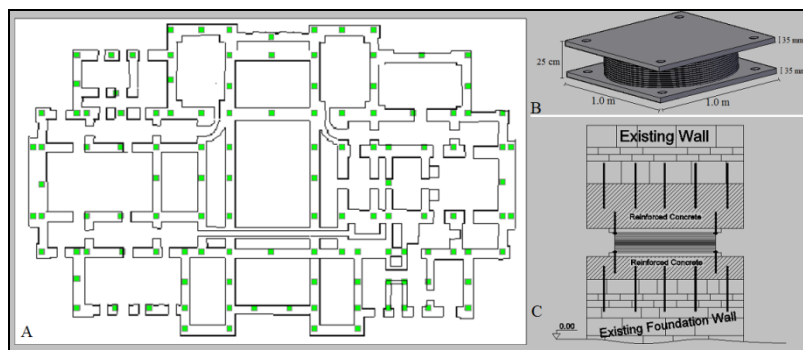 A
35 mm
25 cm
35 mm
B
1.0 m
1.0 m
Existing Wall
Reinforced Concrete
Reinforced Concrete
C
0.00
Existing Foundation Wall